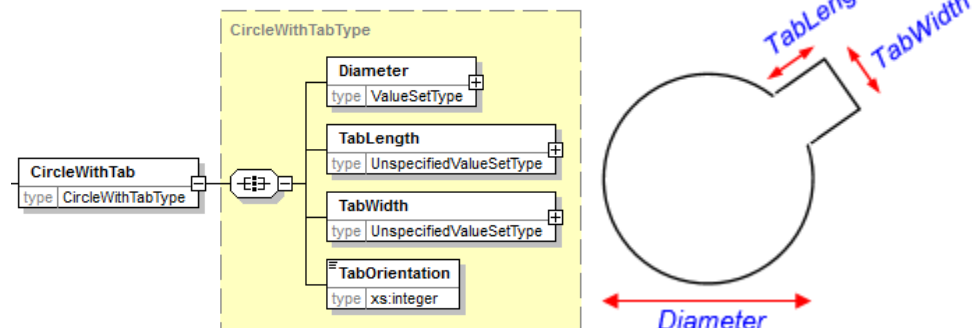 CircleWithTabType
Diameter
type ValueSetType
TabLength
type UnspecifiedValueSetType
CircleWithTab
type CircleWithTabType
TabWidth
type UnspecifiedValueSetType
TabOrientation
type xs:integer
TabWidth
Diameter